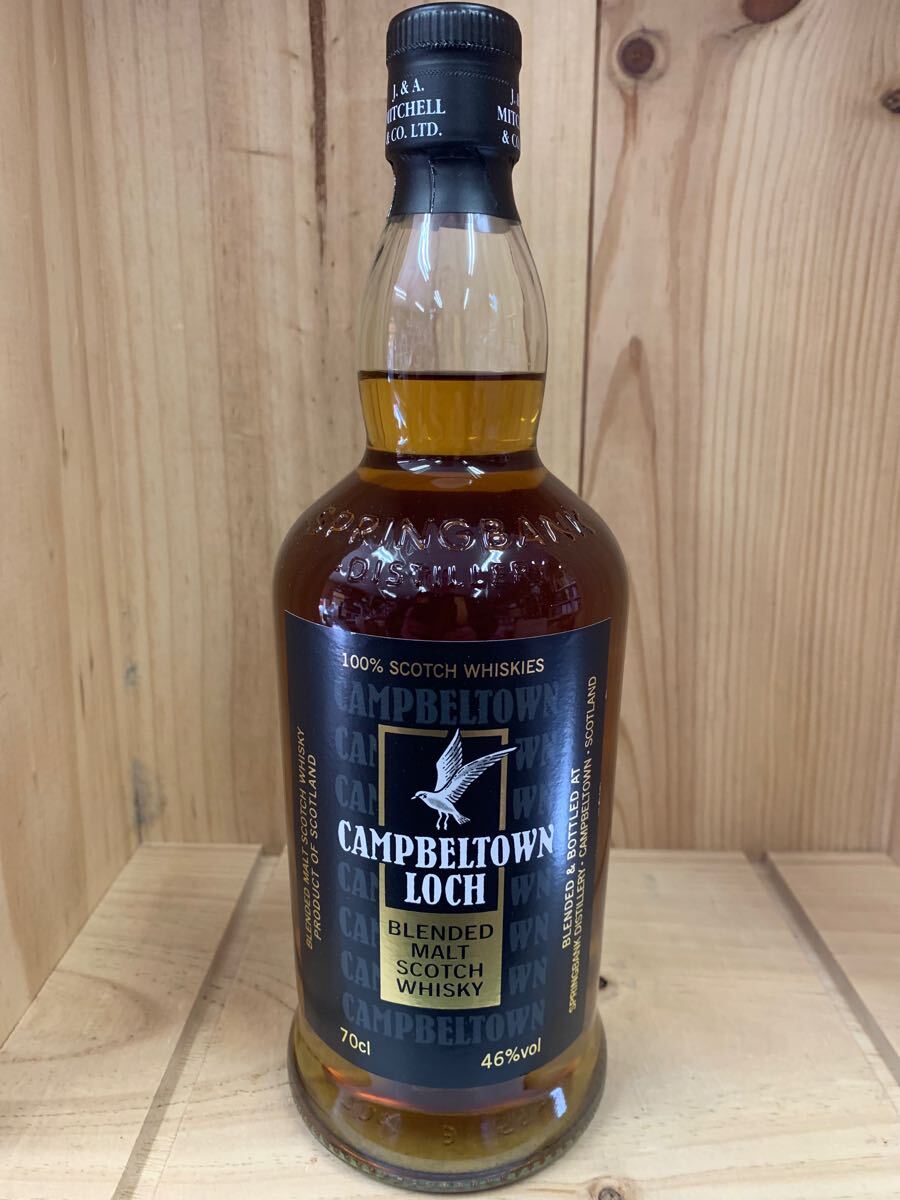 J. & A.
MITCHELL
& CO. LTD.
SPRINGBANK
DISTILLERY
100% SCOTCH WHISKIES
CAMPBELTOWN
CAMPBELTOWN
LOCH
BLENDED
MALT
SCOTCH
WHISKY
CAMPBELTOWN
70cl
46%vol
BLENDED MALT SCOTCH WHISKY
PRODUCT OF SCOTLAND
BLENDED & BOTTLED AT
SPRINGBANK DISTILLERY · CAMPBELTOWN · SCOTLAND